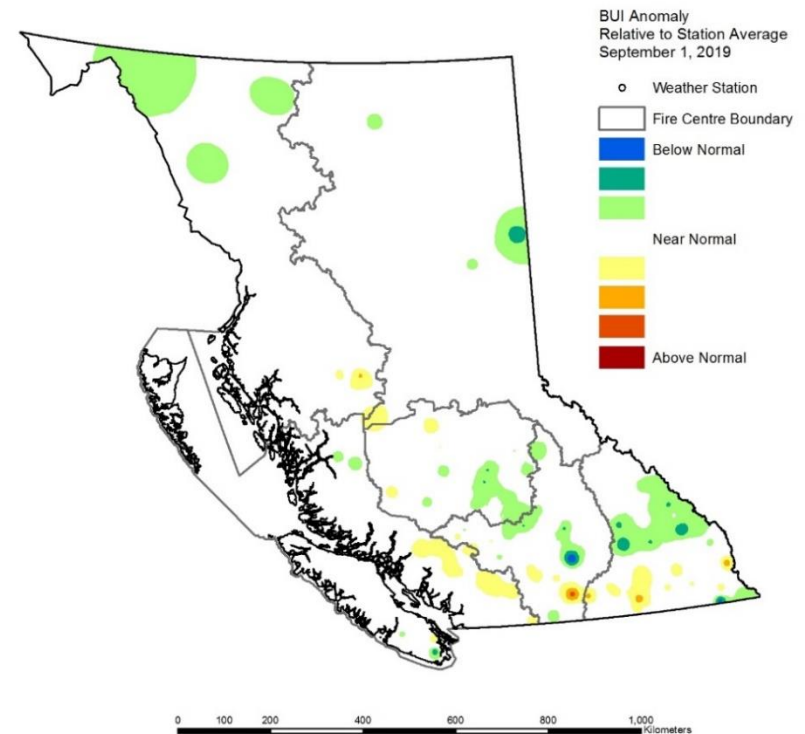 BUI Anomaly
Relative to Station Average
September 1, 2019
Weather Station
Fire Centre Boundary
Below Normal
Near Normal
Above Normal
0 100 200 400 600 800 1,000
Kilometers